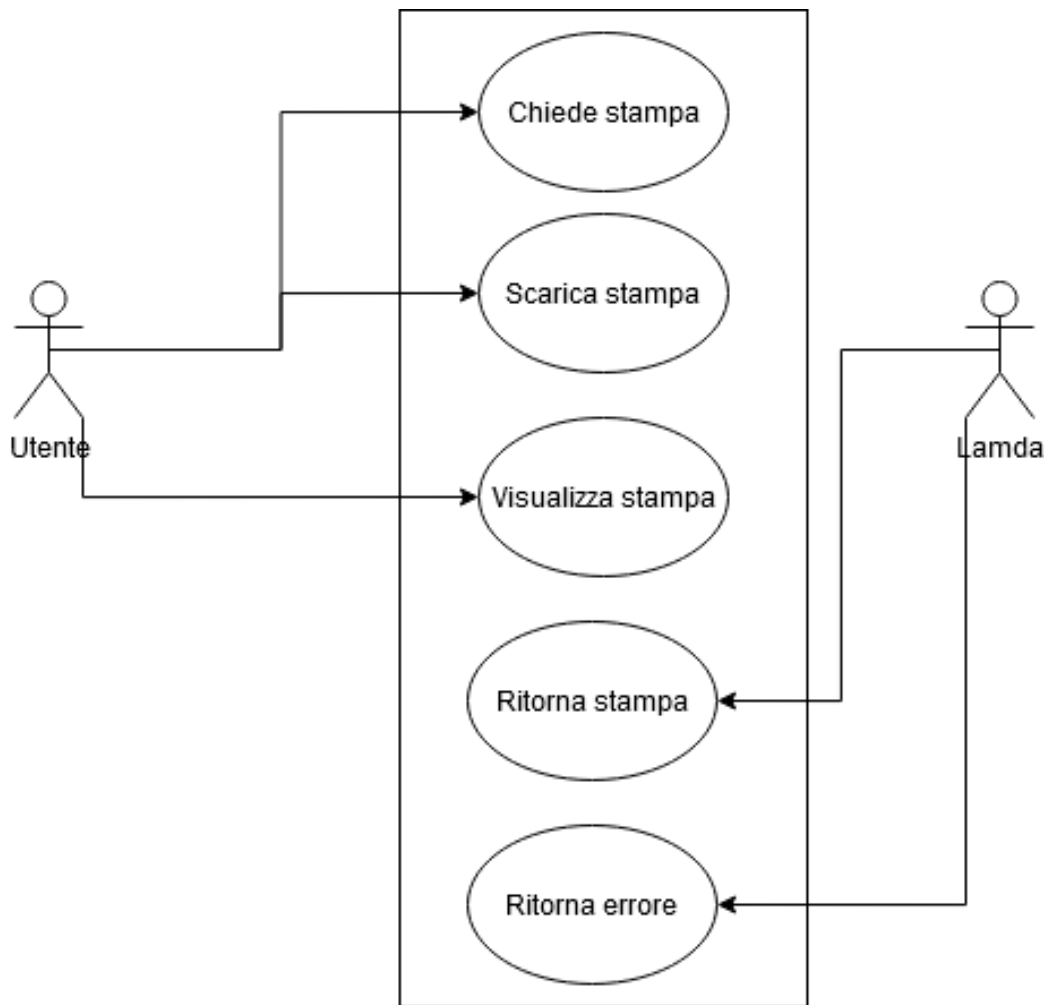 Chiede stampa
Scarica stampa
Utente
Lamda
Visualizza stampa
Ritorna stampa
Ritorna errore